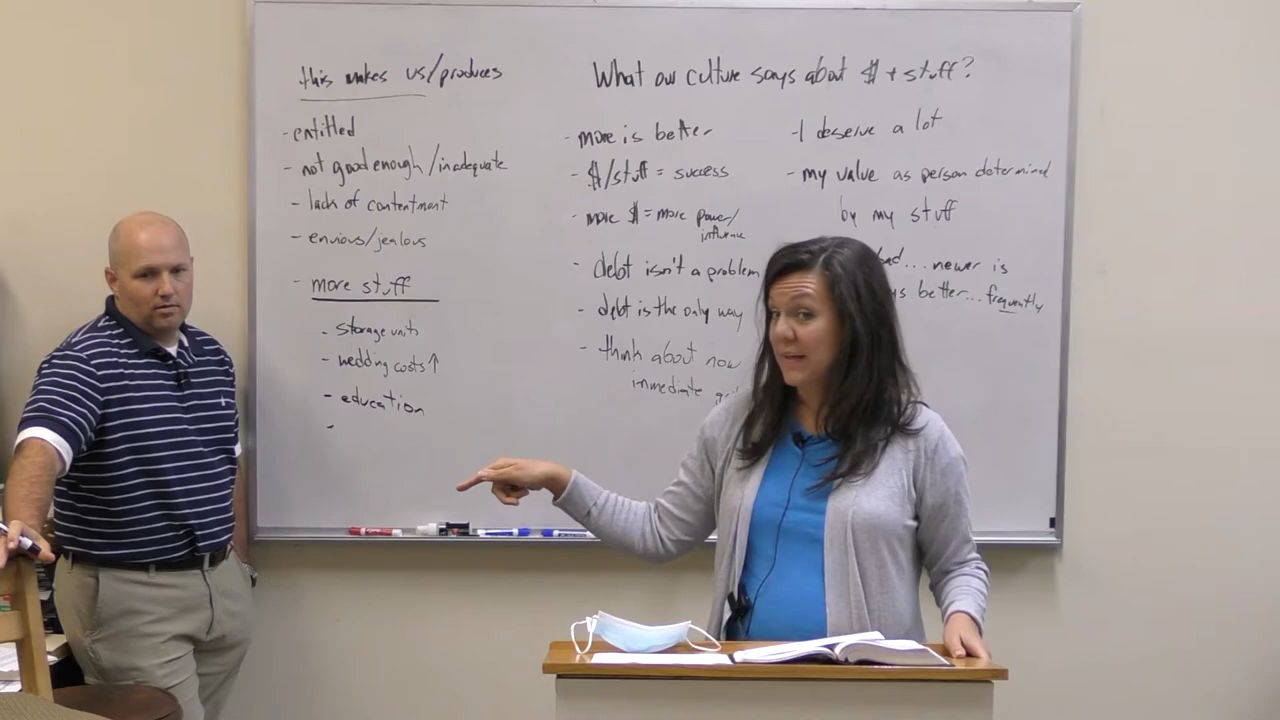 this makes us/produces
- entitled
- not good enough/inadequate
- lack of contentment
- envious/jealous
- more stuff
- storage units
- wedding costs ↑
- education
-
What our culture says about $ + stuff?
- more is better
- $/stuff = success
- more $ = more power/
influence
- debt isn't a problem
- debt is the only way
- think about now
immediate
- I deserve a lot
- my value as person determined
by my stuff
... newer is
better... frequently